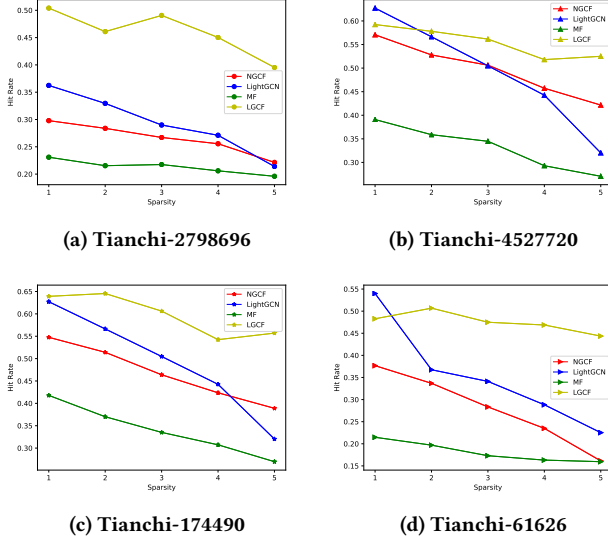 0.50
0.45
0.40
0.35
0.30
0.25
0.20
Hit Rate
1 2 3 4 5
Sparsity
NGCF
LightGCN
MF
LGCF
(a) Tianchi-2798696
0.60
0.55
0.50
0.45
0.40
0.35
0.30
Hit Rate
1 2 3 4 5
Sparsity
NGCF
LightGCN
MF
LGCF
(b) Tianchi-4527720
0.65
0.60
0.55
0.50
0.45
0.40
0.35
0.30
Hit Rate
1 2 3 4 5
Sparsity
NGCF
LightGCN
MF
LGCF
(c) Tianchi-174490
0.55
0.50
0.45
0.40
0.35
0.30
0.25
0.20
0.15
Hit Rate
1 2 3 4 5
Sparsity
NGCF
LightGCN
MF
LGCF
(d) Tianchi-61626